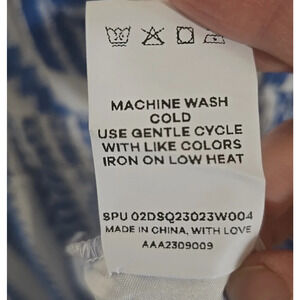 MACHINE WASH
COLD
USE GENTLE CYCLE
WITH LIKE COLORS
IRON ON LOW HEAT
SPU 02DSQ23023W004
MADE IN CHINA, WITH LOVE
AAA2309009